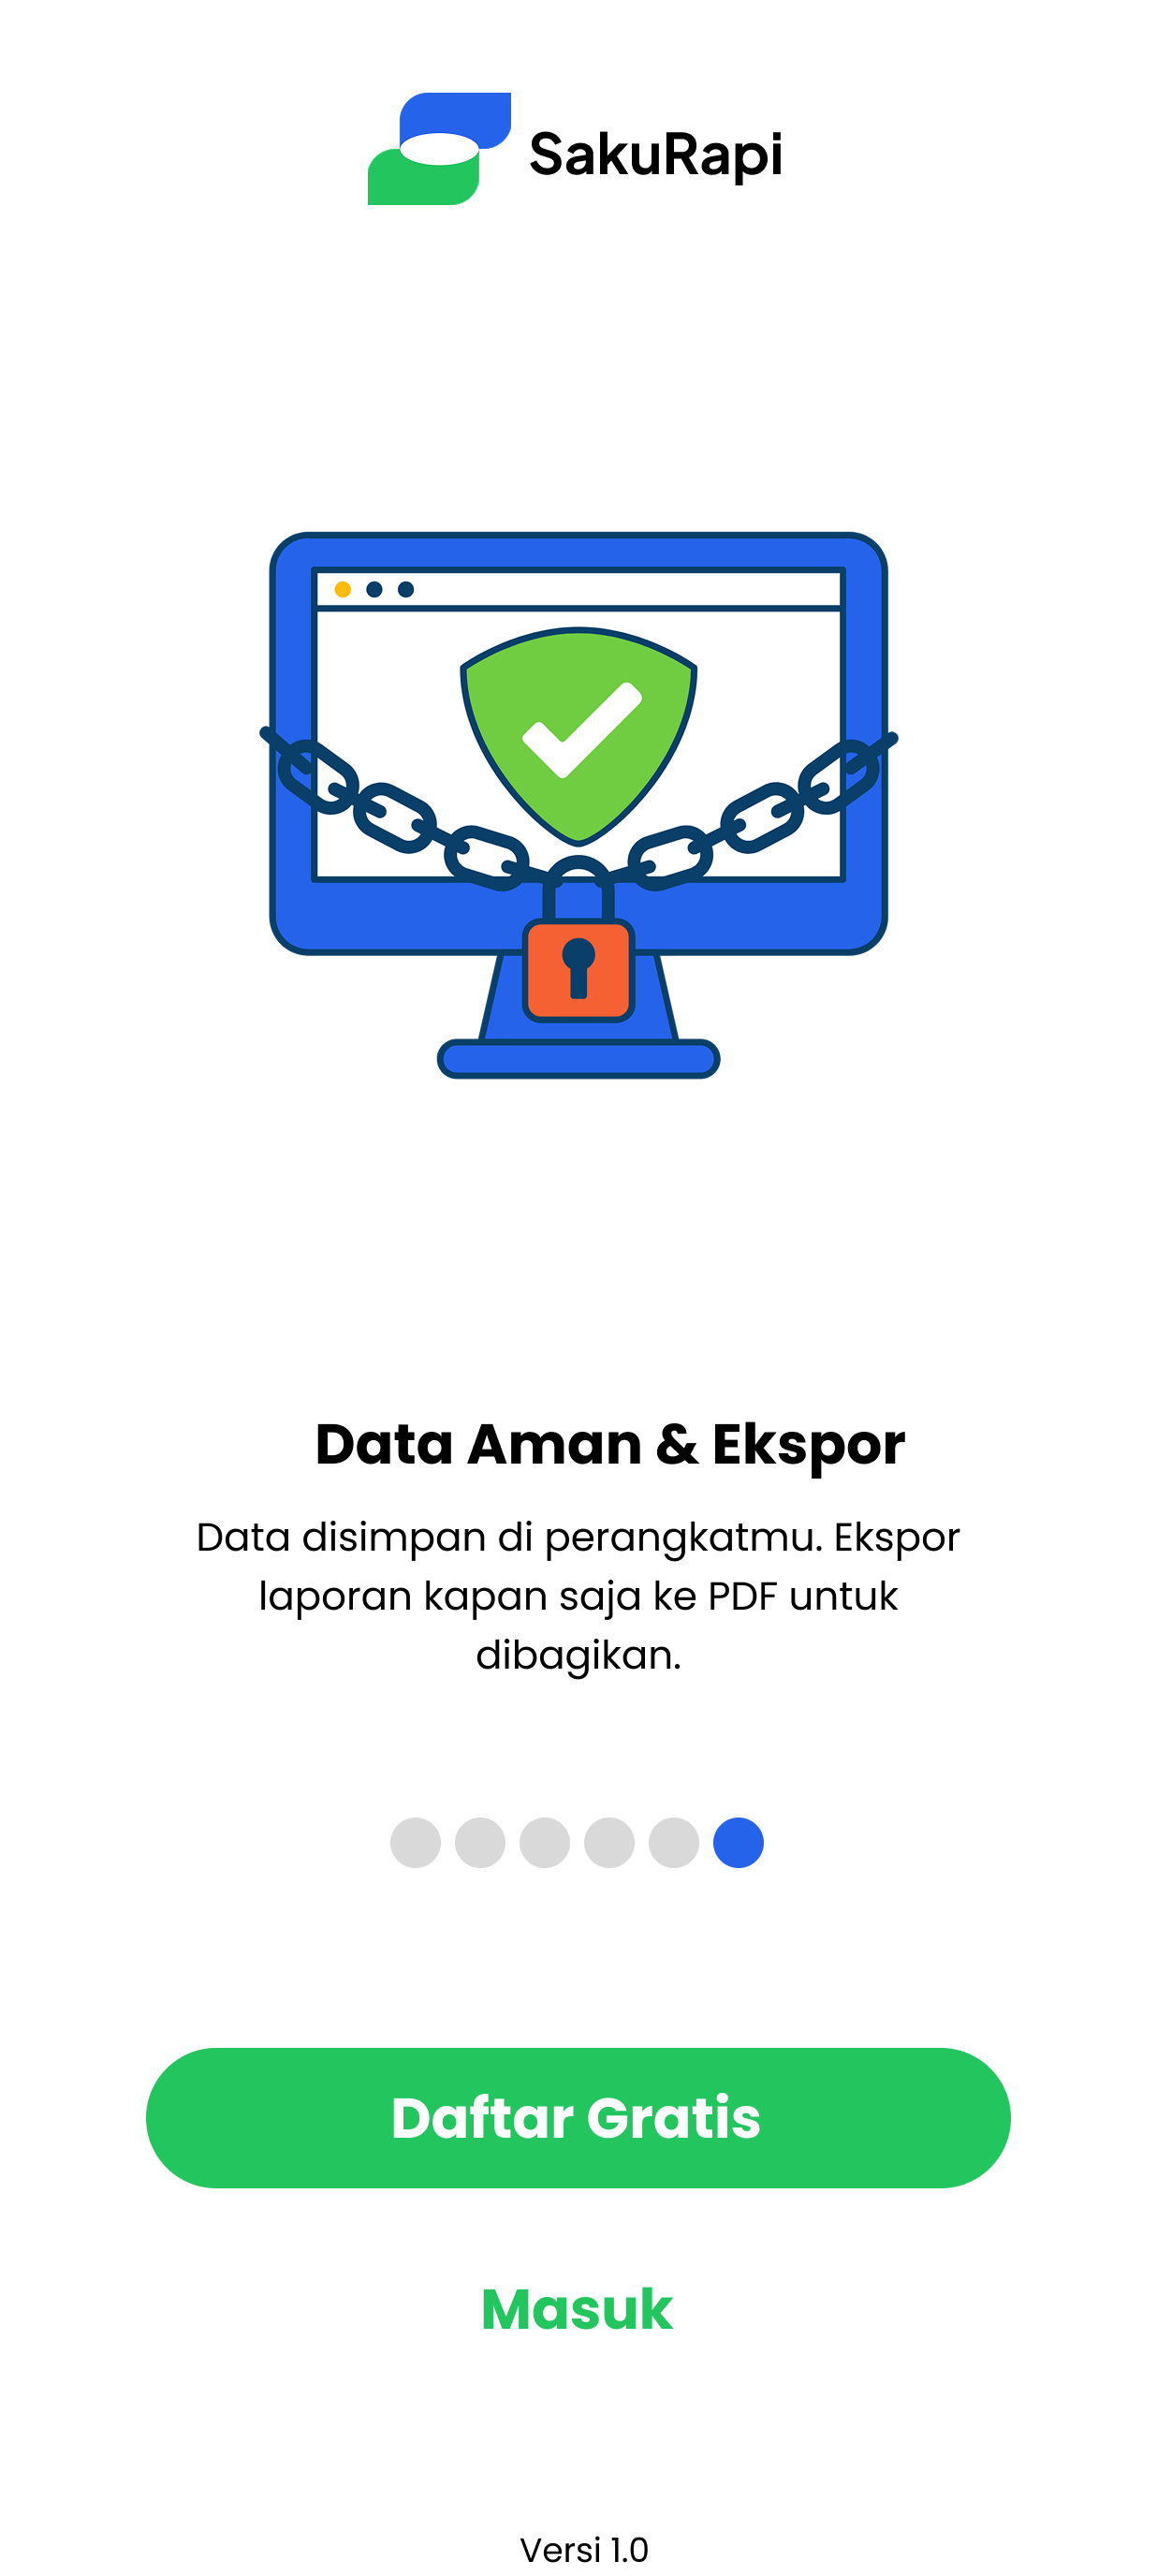 SakuRapi
Data Aman & Ekspor
Data disimpan di perangkatmu. Ekspor
laporan kapan saja ke PDF untuk
dibagikan.
Daftar Gratis
Masuk
Versi 1.0